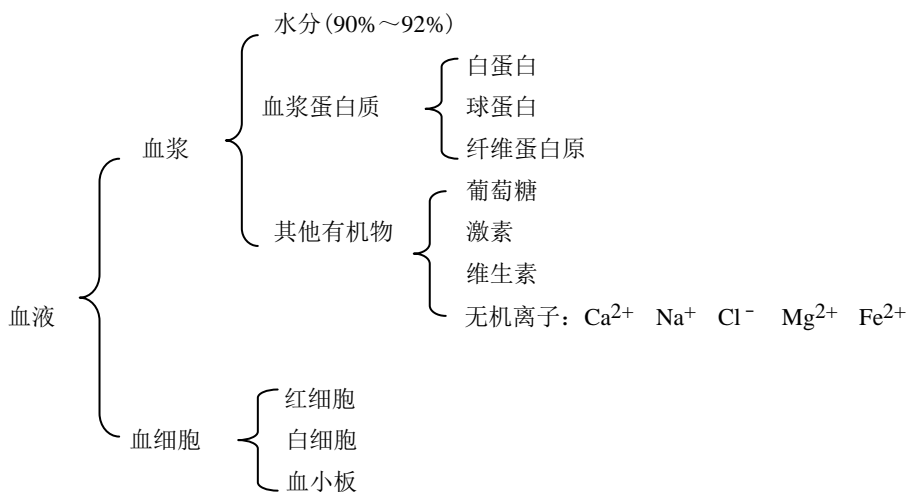 水分(90%～92%)
白蛋白
血浆蛋白质
球蛋白
血浆
纤维蛋白原
葡萄糖
其他有机物
激素
维生素
血液
无机离子：Ca²⁺ Na⁺ Cl⁻ Mg²⁺ Fe²⁺
红细胞
血细胞
白细胞
血小板